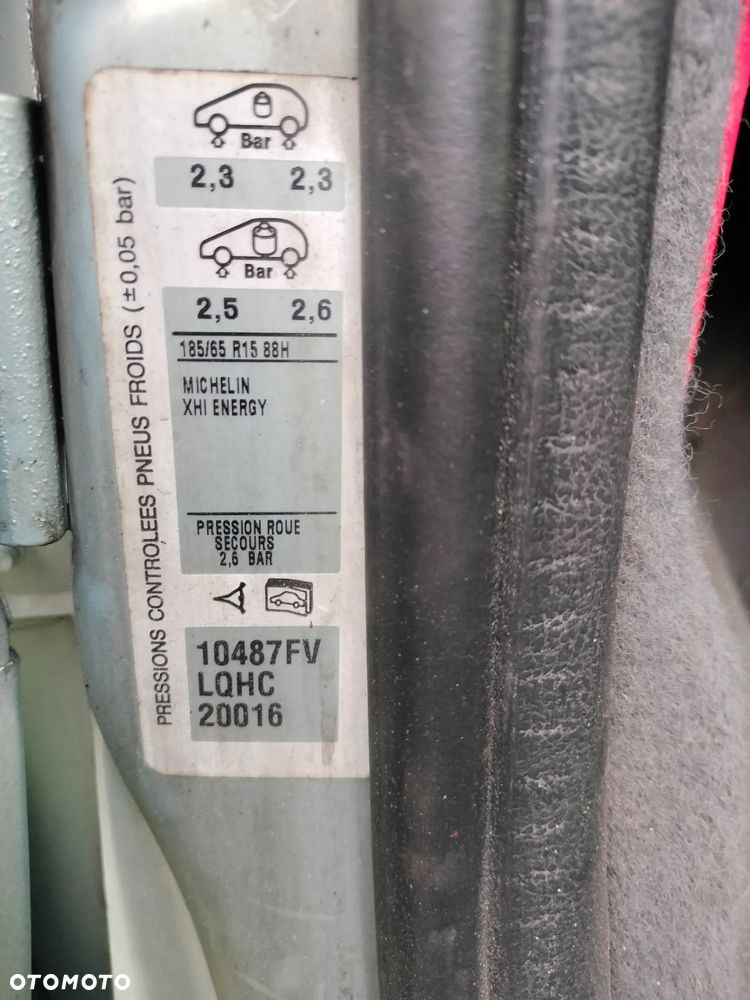 Bar
2,3 2,3
Bar
2,5 2,6
185/65 R15 88H
MICHELIN
XHI ENERGY
PRESSION ROUE
SECOURS
2,6 BAR
10487FV
LQHC
20016
PRESSIONS CONTROLEES PNEUS FROIDS (±0,05 bar)
OTOMOTO